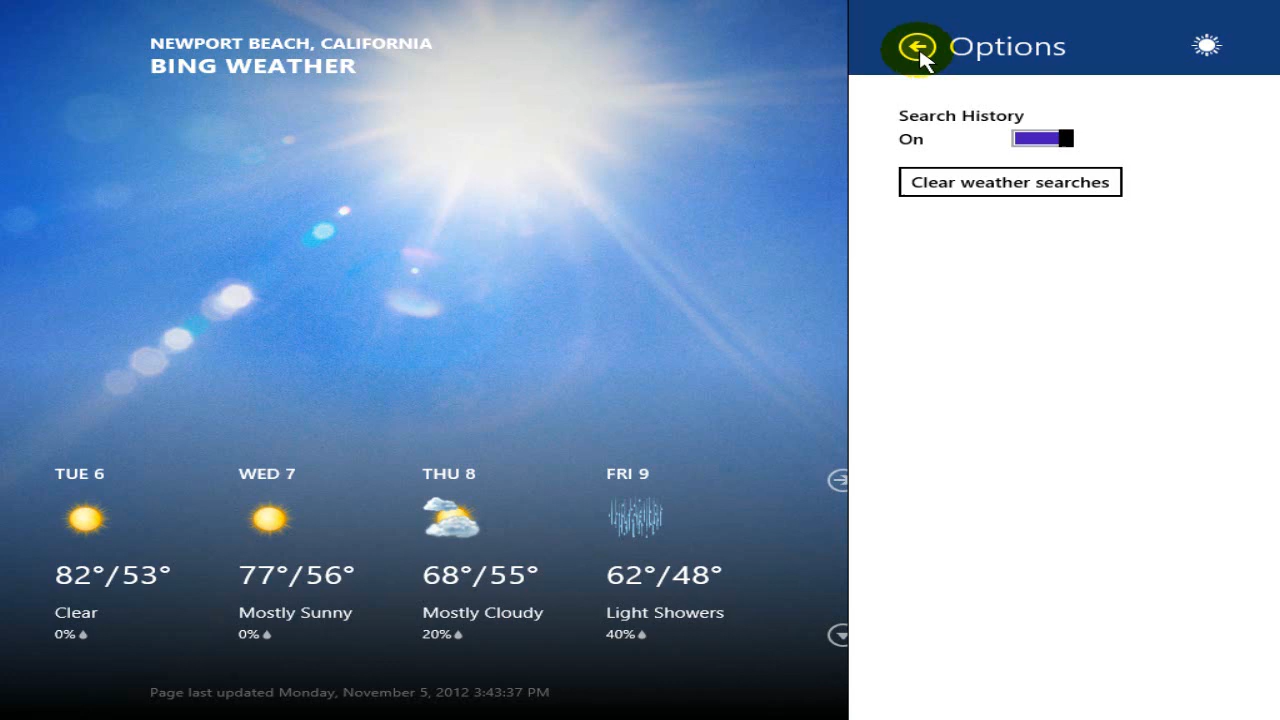 NEWPORT BEACH, CALIFORNIA
BING WEATHER
TUE 6
82°/53°
Clear
0%
WED 7
77°/56°
Mostly Sunny
0%
THU 8
68°/55°
Mostly Cloudy
20%
FRI 9
62°/48°
Light Showers
40%
Page last updated Monday, November 5, 2012 3:43:37 PM
Options
Search History
On
Clear weather searches